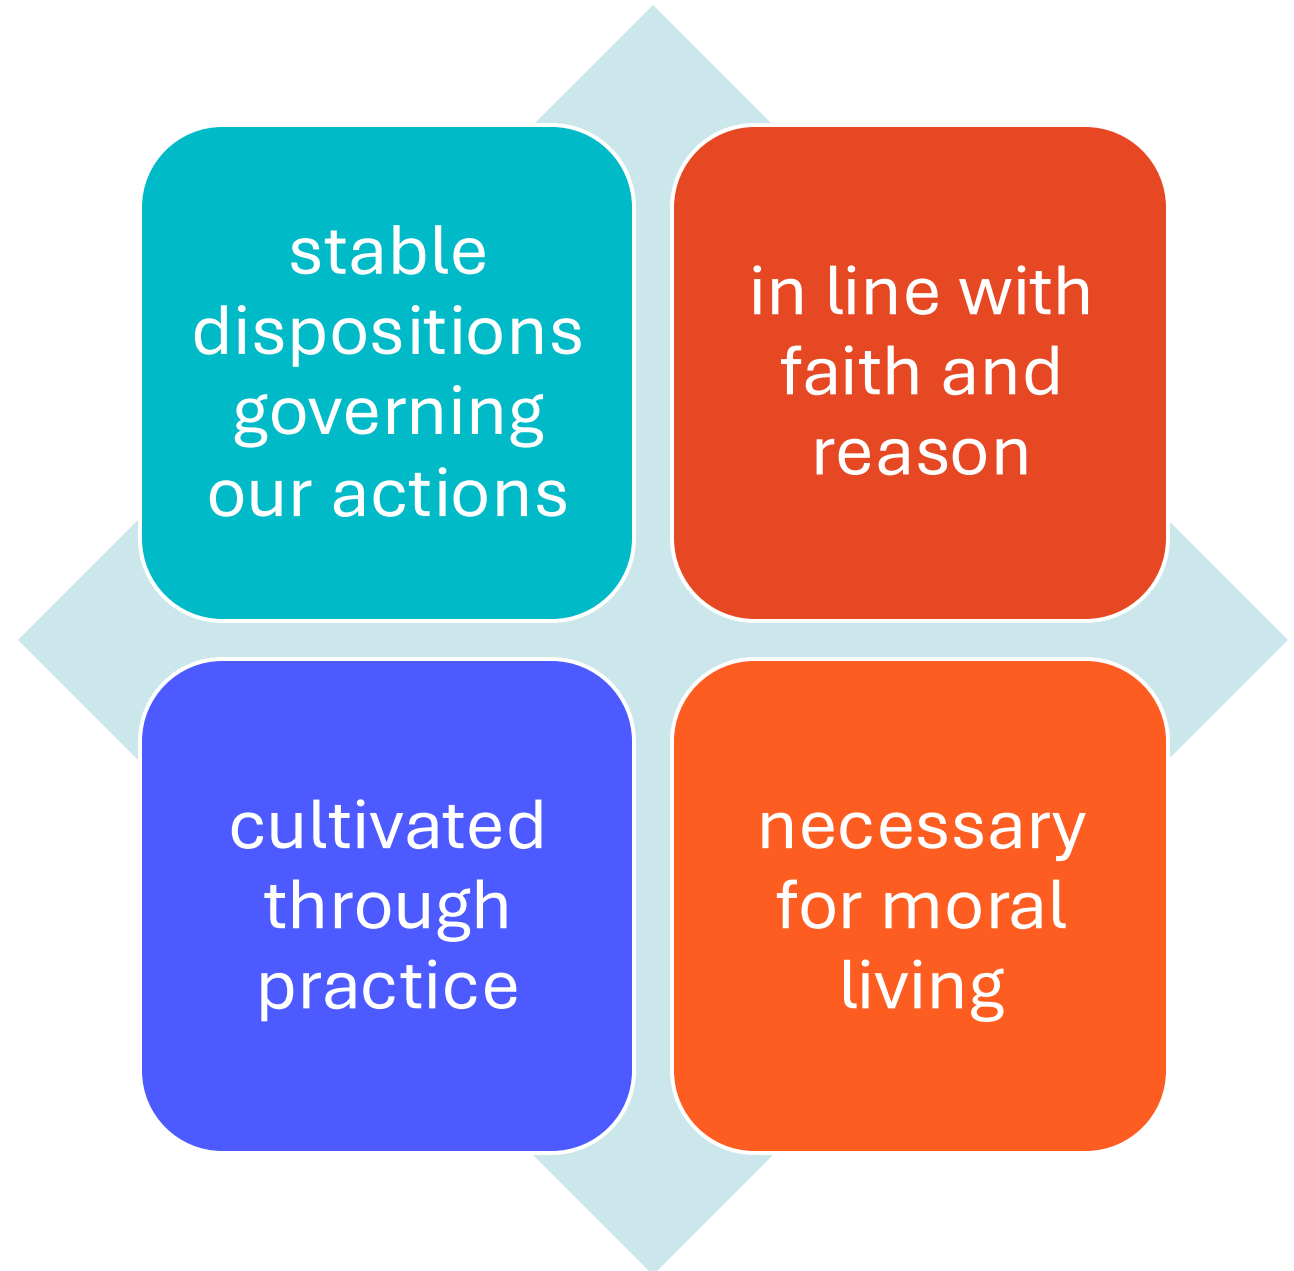 stable
dispositions
governing
our actions
in line with
faith and
reason
cultivated
through
practice
necessary
for moral
living